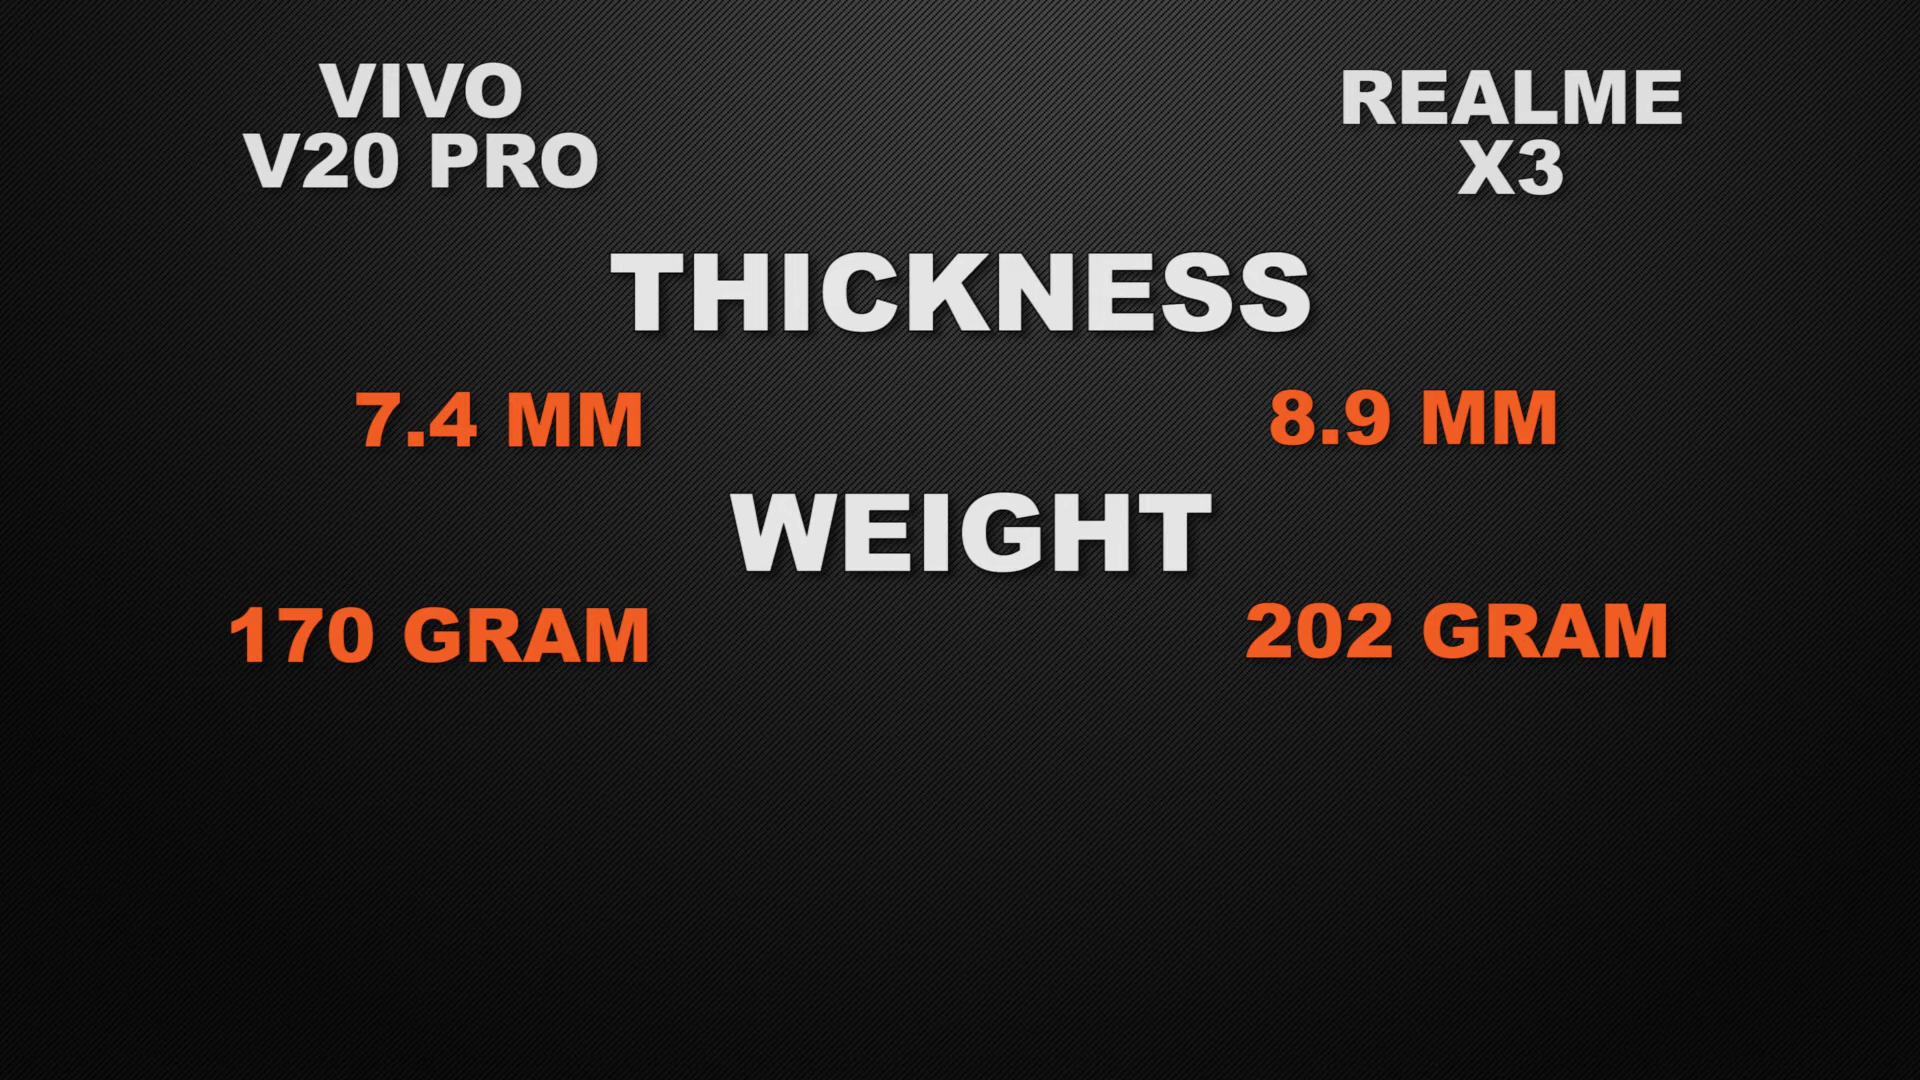 VIVO
V20 PRO
REALME
X3
THICKNESS
7.4 MM
8.9 MM
WEIGHT
170 GRAM
202 GRAM